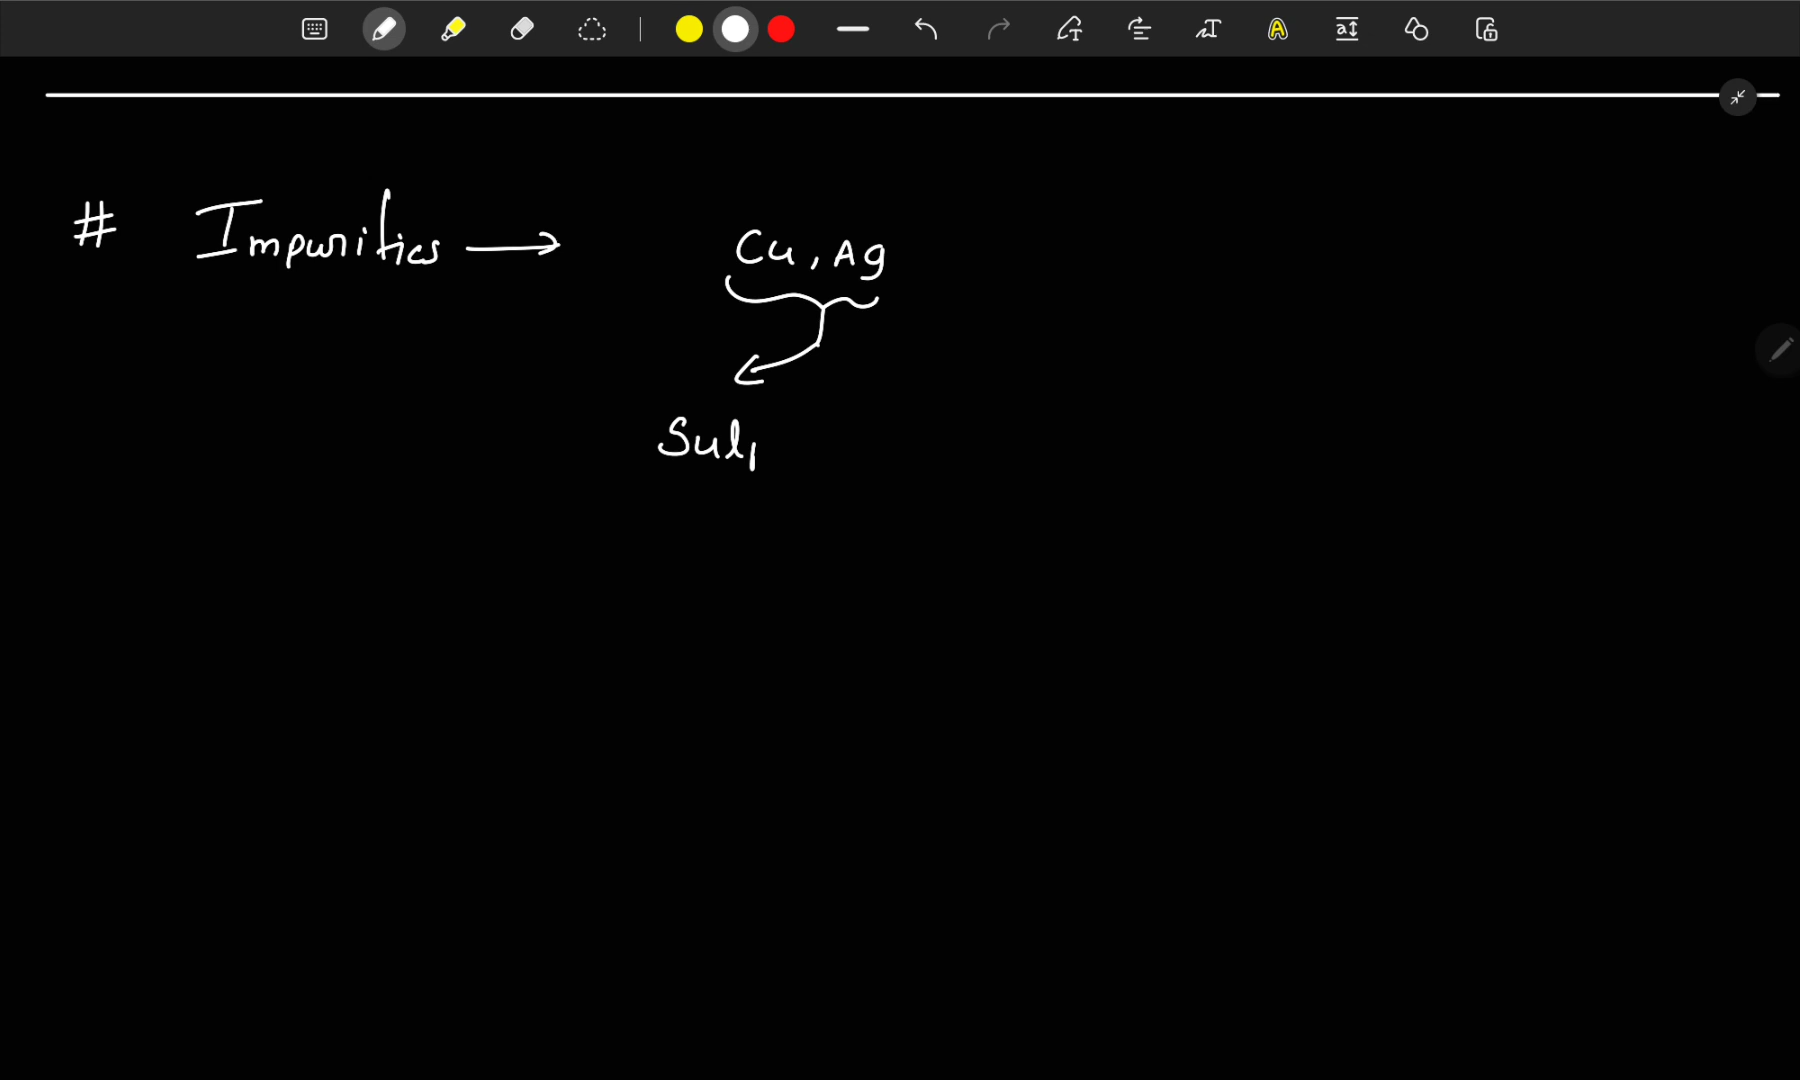 # Impurities → Cu, Ag
Sul